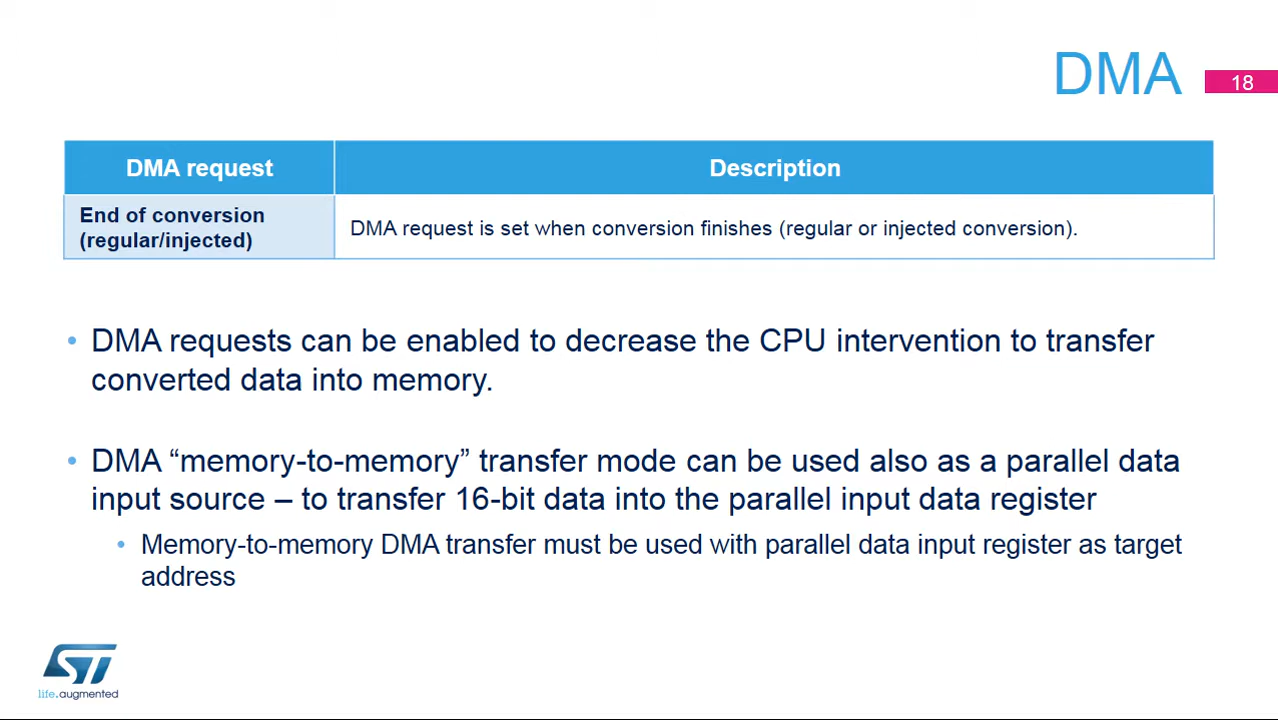 DMA
18
DMA request
Description
End of conversion
(regular/injected)
DMA request is set when conversion finishes (regular or injected conversion).
• DMA requests can be enabled to decrease the CPU intervention to transfer
converted data into memory.
• DMA “memory-to-memory” transfer mode can be used also as a parallel data
input source – to transfer 16-bit data into the parallel input data register
• Memory-to-memory DMA transfer must be used with parallel data input register as target
address
ST
life.augmented